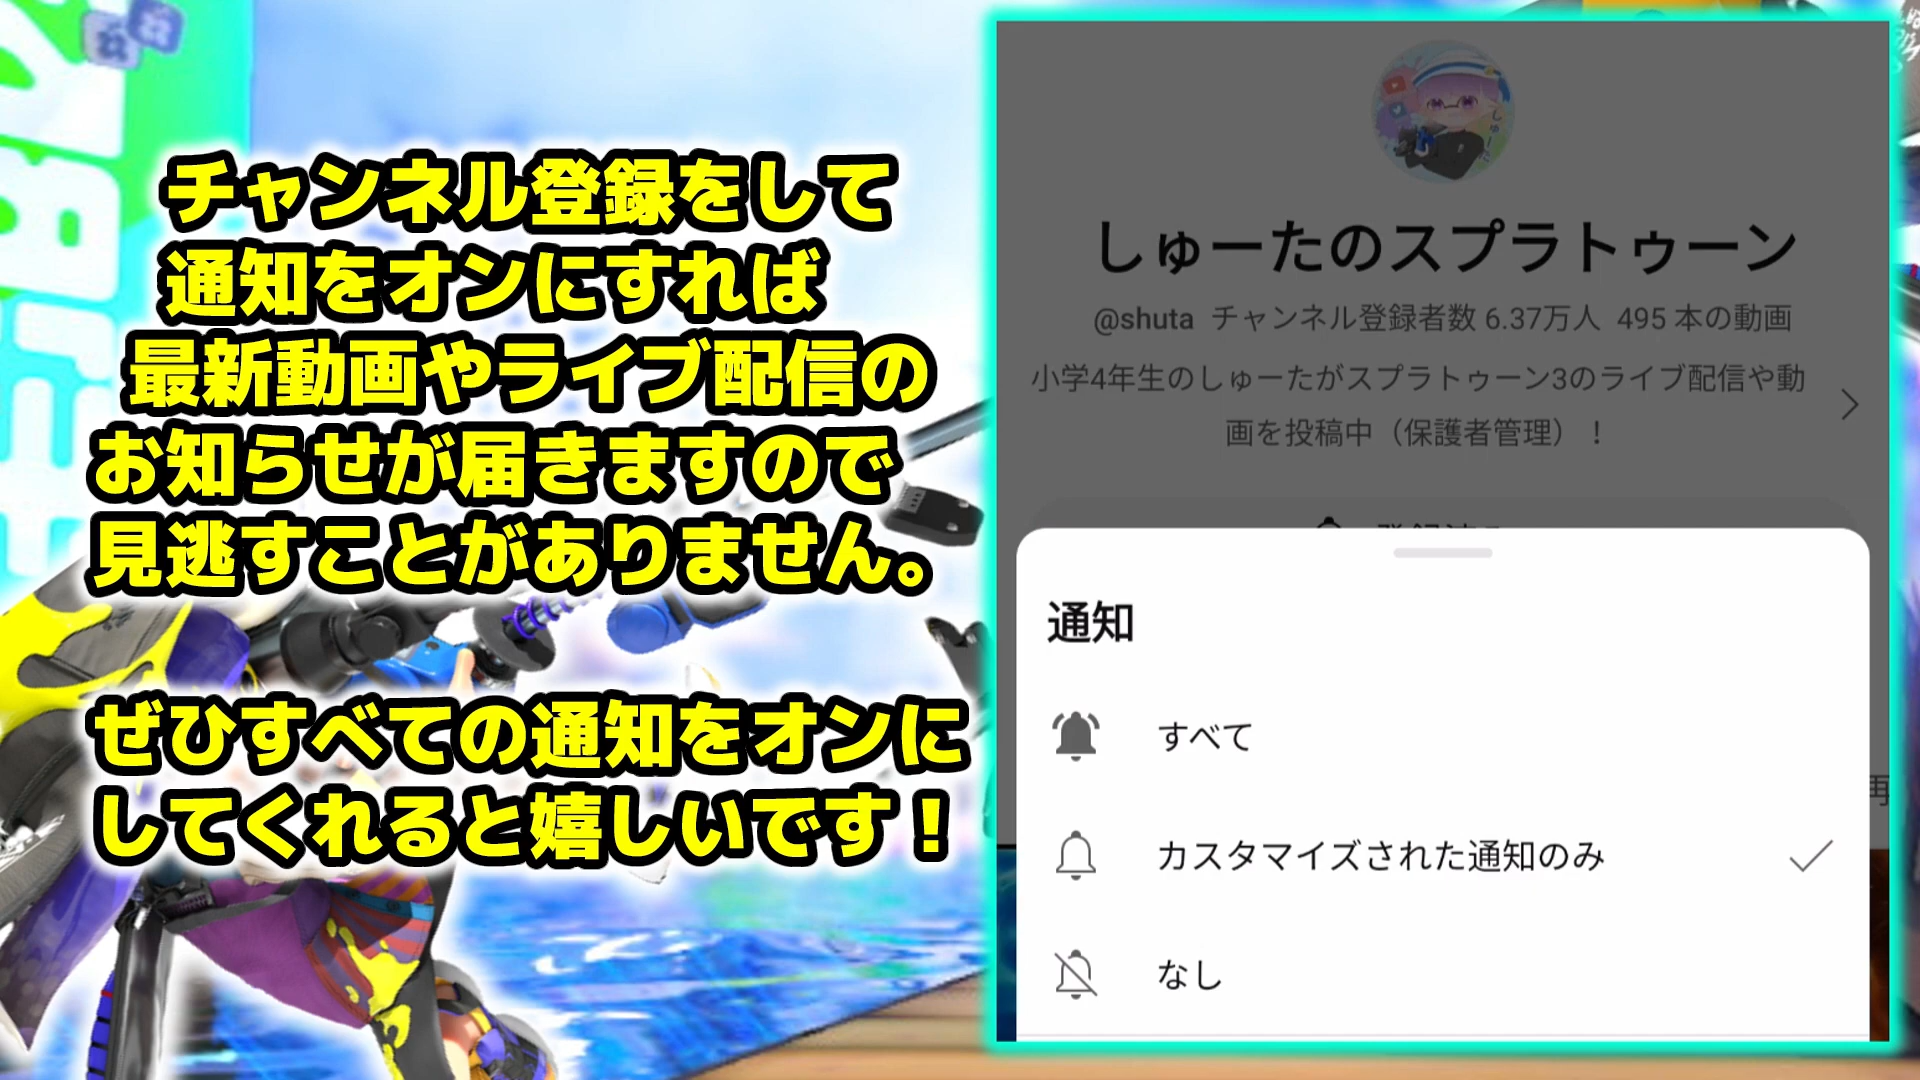 チャンネル登録をして
通知をオンにすれば
最新動画やライブ配信の
お知らせが届きますので
見逃すことがありません。
ぜひすべての通知をオンに
してくれると嬉しいです！
しゅーたのスプラトゥーン
@shuta チャンネル登録者数 6.37万人 495 本の動画
小学4年生のしゅーたがスプラトゥーン3のライブ配信や動
画を投稿中（保護者管理）！
通知
すべて
カスタマイズされた通知のみ
なし
再